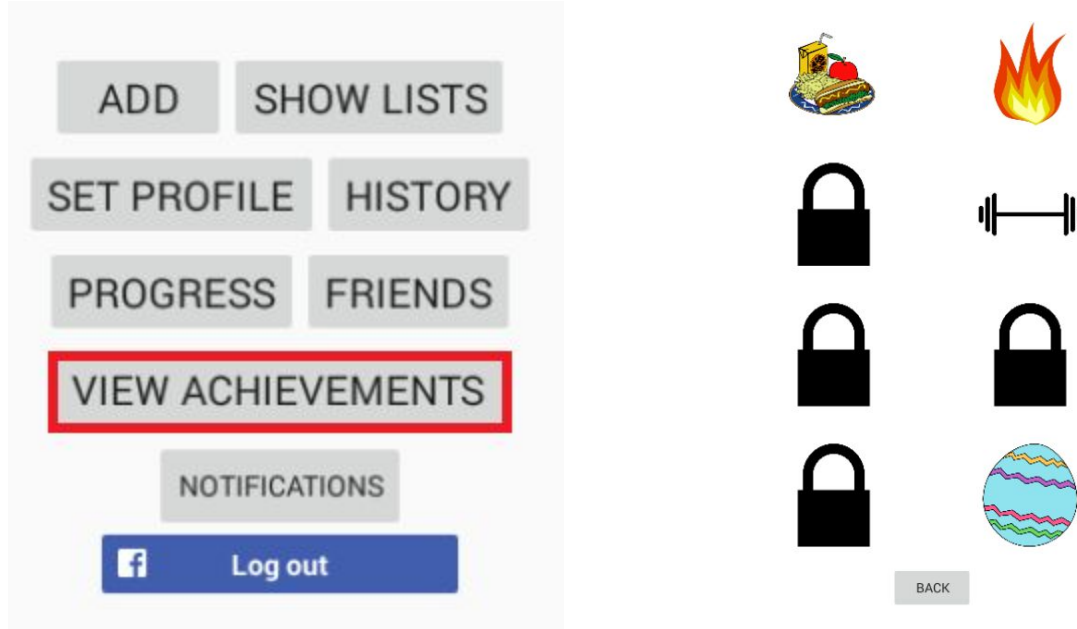 ADD SHOW LISTS
SET PROFILE HISTORY
PROGRESS FRIENDS
VIEW ACHIEVEMENTS
NOTIFICATIONS
f Log out
BACK